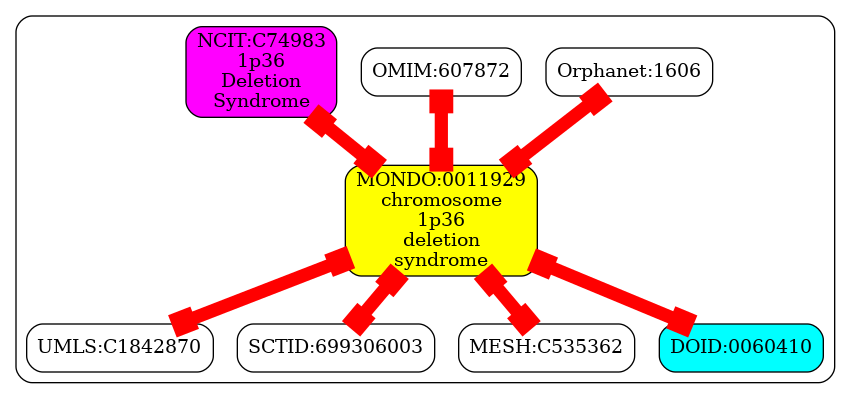 NCIT:C74983
1p36
Deletion
Syndrome
OMIM:607872
Orphanet:1606
MONDO:0011929
chromosome
1p36
deletion
syndrome
UMLS:C1842870
SCTID:699306003
MESH:C535362
DOID:0060410